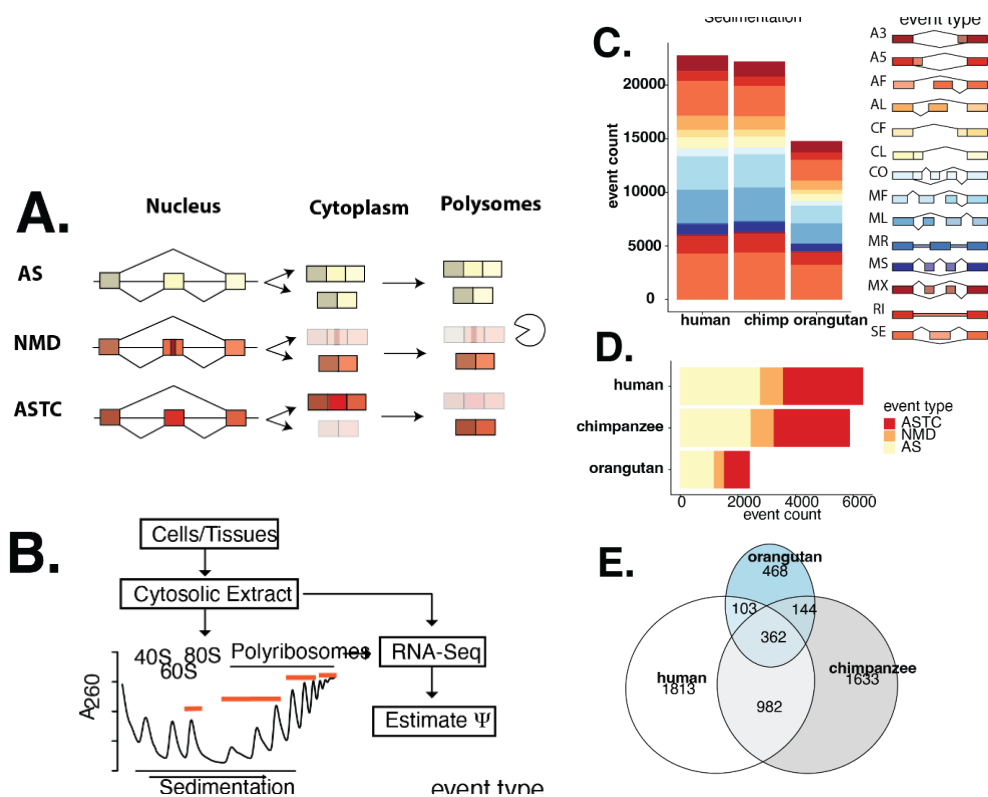 A.
Nucleus
Cytoplasm
Polysomes
AS
NMD
ASTC
B.
Cells/Tissues
Cytosolic Extract
40S
60S
80S
Polyribosomes
RNA-Seq
Estimate Ψ
A260
Sedimentation
event type
C.
Sedimentation
event count
20000
15000
10000
5000
0
human chimp orangutan
event type
A3
A5
AF
AL
CF
CL
CO
MF
ML
MR
MS
MX
RI
SE
D.
human
chimpanzee
orangutan
0 2000 4000 6000
event count
event type
ASTC
NMD
AS
E.
orangutan
468
103
144
362
human
1813
chimpanzee
1633
982